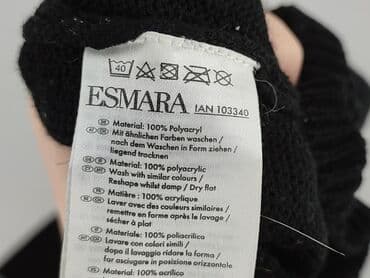 40
ESMARA IAN 103340
Material: 100% Polyacryl
Mit ähnlichen Farben waschen /
nach dem Waschen in Form ziehen /
liegend trocknen
Material: 100% polyacrylic
Wash with similar colours /
Reshape whilst damp / Dry flat
Matière : 100% acrylique
Laver avec des couleurs similaires /
remettre en forme après le lavage /
sécher à plat
Materiale: 100% poliacrilica
Lavare con colori simili /
dopo il lavaggio ridare la forma /
far asciugare in posizione orizzontale
Material: 100% acrílico